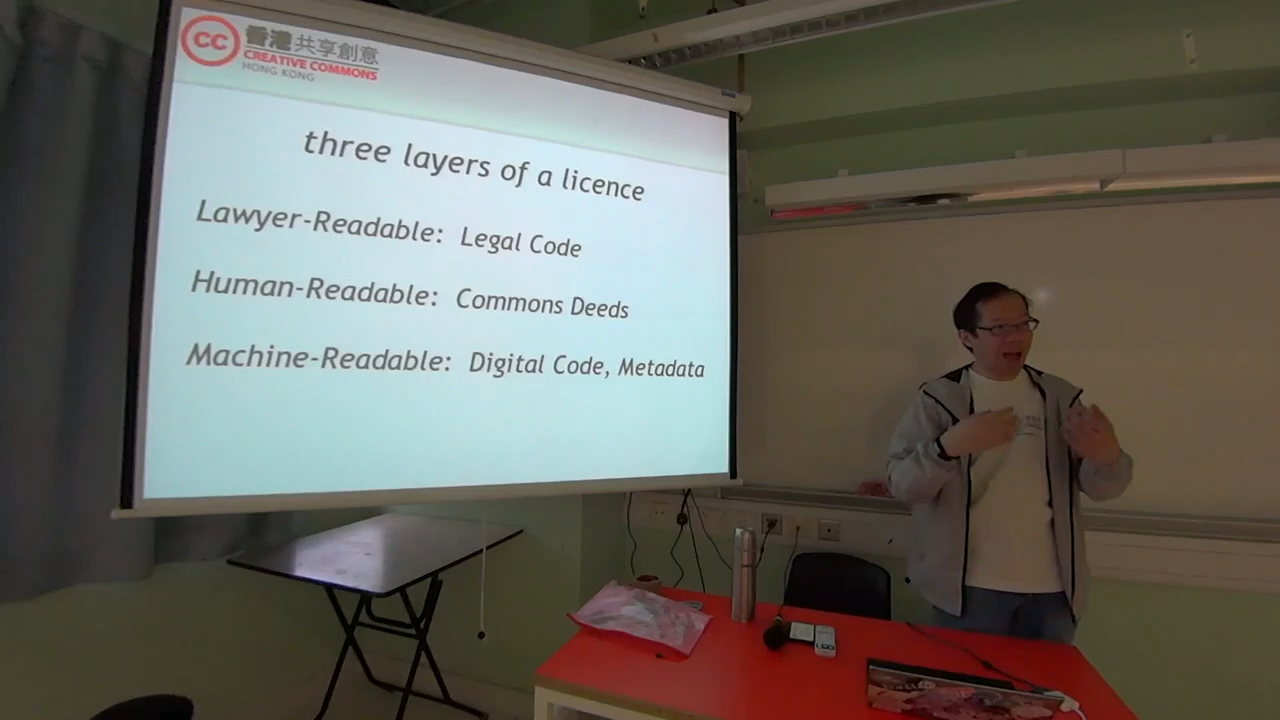 CC
香港共享創意
CREATIVE COMMONS
HONG KONG
three layers of a licence
Lawyer-Readable: Legal Code
Human-Readable: Commons Deeds
Machine-Readable: Digital Code, Metadata